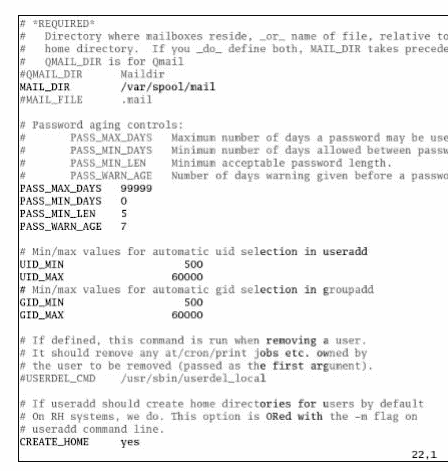 # *REQUIRED*
#   Directory where mailboxes reside, _or_ name of file, relative to
#   home directory.  If you _do_ define both, MAIL_DIR takes precede
#   QMAIL_DIR is for Qmail
#QMAIL_DIR      Maildir
MAIL_DIR        /var/spool/mail
#MAIL_FILE      .mail
# Password aging controls:
#       PASS_MAX_DAYS   Maximum number of days a password may be use
#       PASS_MIN_DAYS   Minimum number of days allowed between passw
#       PASS_MIN_LEN    Minimum acceptable password length.
#       PASS_WARN_AGE   Number of days warning given before a passwo
PASS_MAX_DAYS   99999
PASS_MIN_DAYS   0
PASS_MIN_LEN    5
PASS_WARN_AGE   7
# Min/max values for automatic uid selection in useradd
UID_MIN                   500
UID_MAX                 60000
# Min/max values for automatic gid selection in groupadd
GID_MIN                   500
GID_MAX                 60000
# If defined, this command is run when removing a user.
# It should remove any at/cron/print jobs etc. owned by
# the user to be removed (passed as the first argument).
#USERDEL_CMD    /usr/sbin/userdel_local
# If useradd should create home directories for users by default
# On RH systems, we do. This option is ORed with the -m flag on
# useradd command line.
CREATE_HOME     yes
22,1